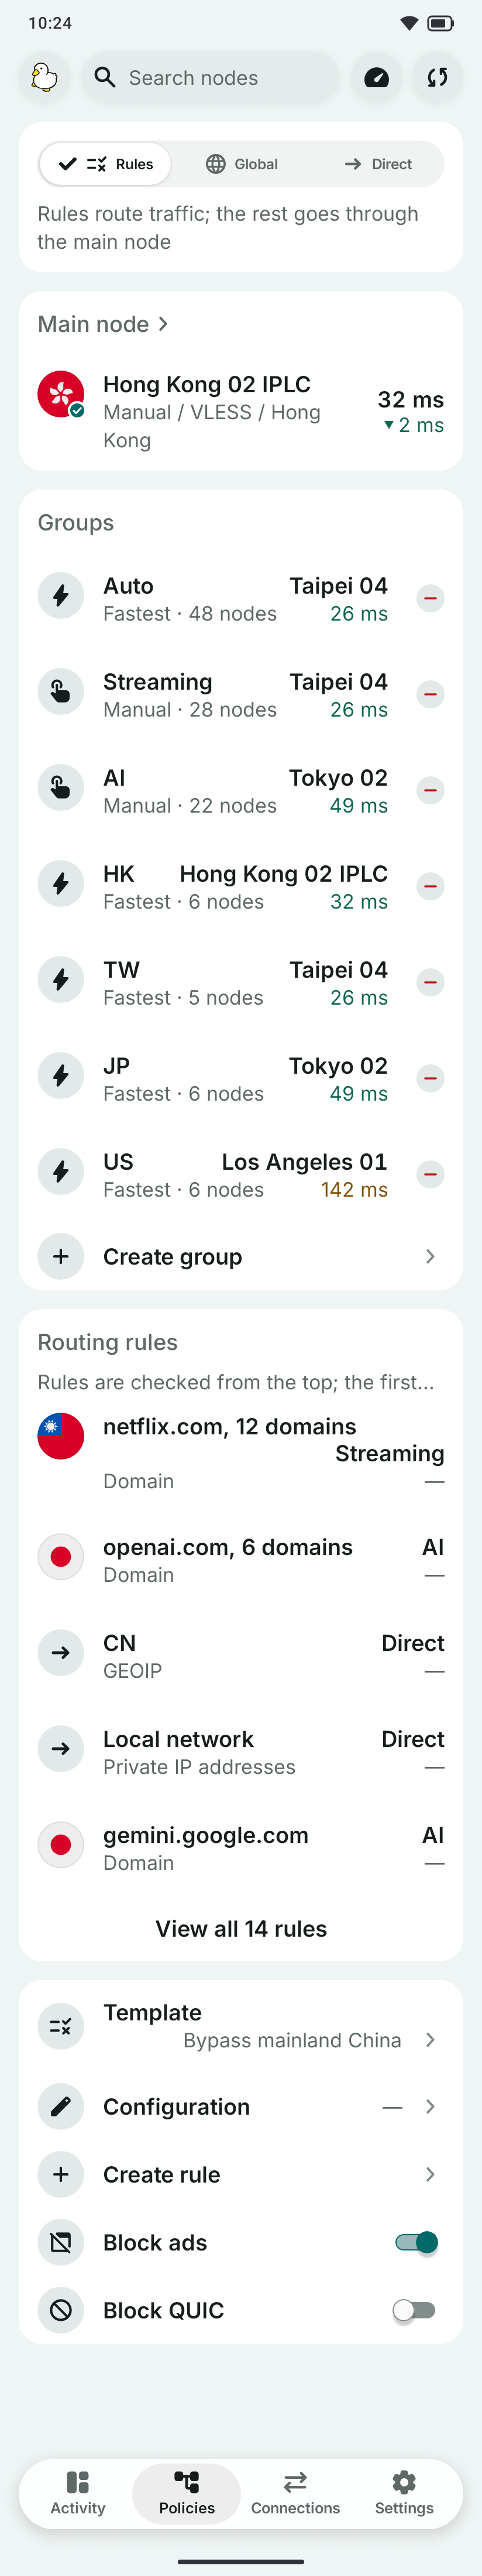 10:24
Search nodes
Rules
Global
Direct
Rules route traffic; the rest goes through
the main node
Main node
Hong Kong 02 IPLC
Manual / VLESS / Hong
Kong
32 ms
▼ 2 ms
Groups
Auto
Taipei 04
Fastest · 48 nodes
26 ms
Streaming
Taipei 04
Manual · 28 nodes
26 ms
AI
Tokyo 02
Manual · 22 nodes
49 ms
HK
Hong Kong 02 IPLC
Fastest · 6 nodes
32 ms
TW
Taipei 04
Fastest · 5 nodes
26 ms
JP
Tokyo 02
Fastest · 6 nodes
49 ms
US
Los Angeles 01
Fastest · 6 nodes
142 ms
Create group
Routing rules
Rules are checked from the top; the first...
netflix.com, 12 domains
Streaming
Domain
—
openai.com, 6 domains
AI
Domain
—
CN
Direct
GEOIP
—
Local network
Direct
Private IP addresses
—
gemini.google.com
AI
Domain
—
View all 14 rules
Template
Bypass mainland China
Configuration
—
Create rule
Block ads
Block QUIC
Activity
Policies
Connections
Settings